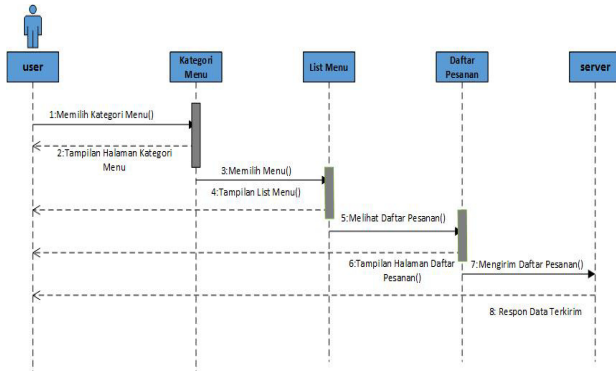 user
Kategori
Menu
List Menu
Daftar
Pesanan
server
1:Memilih Kategori Menu()
2:Tampilan Halaman Kategori
Menu
3:Memilih Menu()
4:Tampilan List Menu()
5:Melihat Daftar Pesanan()
6:Tampilan Halaman Daftar
Pesanan()
7:Mengirim Daftar Pesanan()
8: Respon Data Terkirim